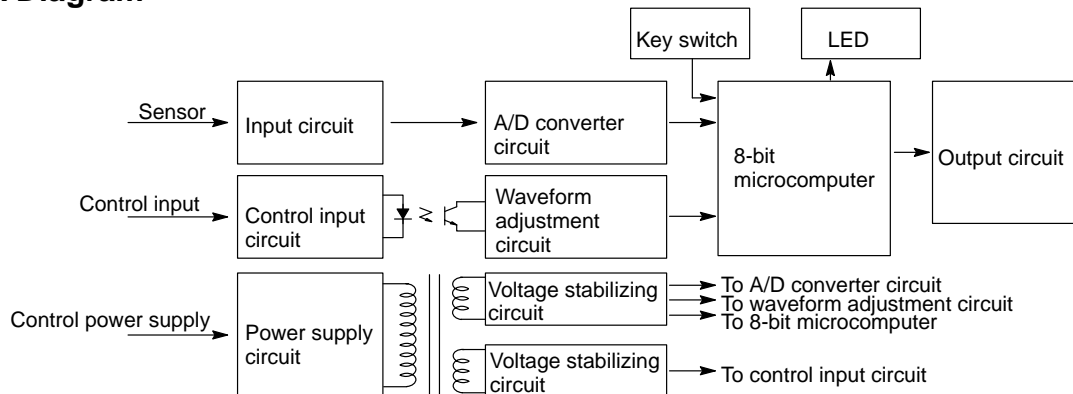 Diagram
Key switch
LED
Sensor
Input circuit
A/D converter
circuit
8-bit
microcomputer
Output circuit
Control input
Control input
circuit
Waveform
adjustment
circuit
Control power supply
Power supply
circuit
Voltage stabilizing
circuit
To A/D converter circuit
To waveform adjustment circuit
To 8-bit microcomputer
Voltage stabilizing
circuit
To control input circuit